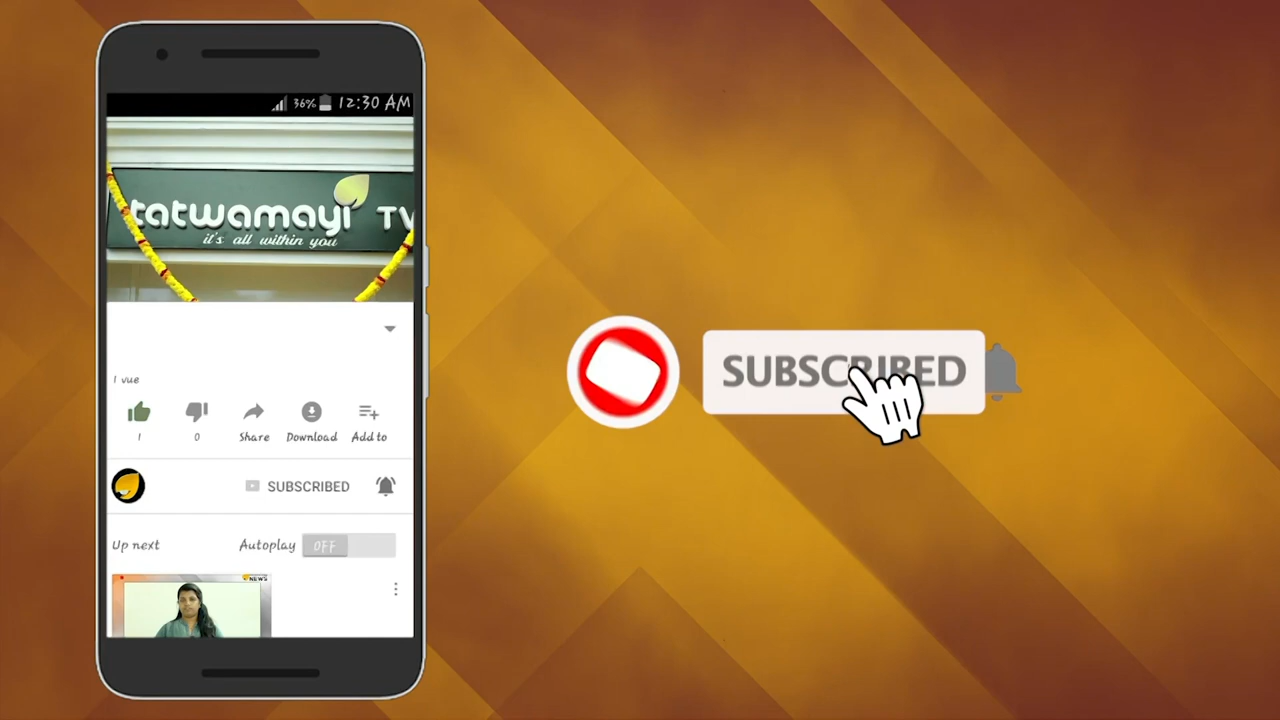 36% 12:30 AM
tatwamayi TV
it's all within you
1 vue
1 0 Share Download Add to
SUBSCRIBED
Up next Autoplay OFF
NEWS
SUBSCRIBED